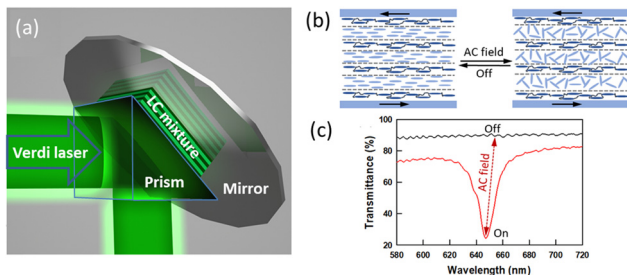 (a)
LC mixture
Verdi laser
Prism
Mirror
(b)
AC field
Off
(c)
Transmittance (%)
100
80
60
40
20
Off
AC field
On
580
600
620
640
660
680
700
720
Wavelength (nm)